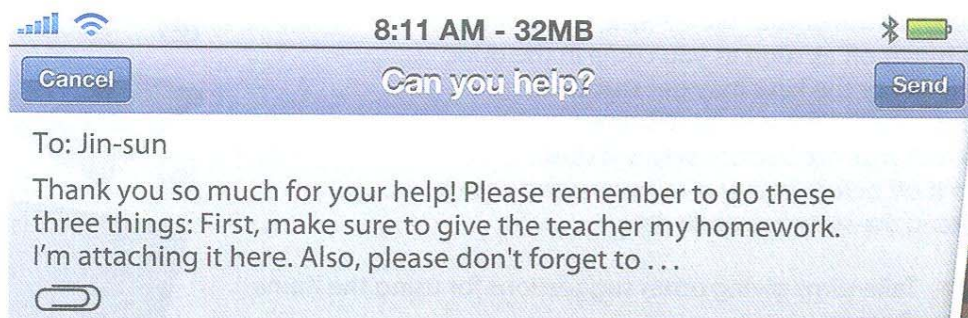 8:11 AM - 32MB
Cancel Can you help? Send
To: Jin-sun
Thank you so much for your help! Please remember to do these
three things: First, make sure to give the teacher my homework.
I'm attaching it here. Also, please don't forget to . . .